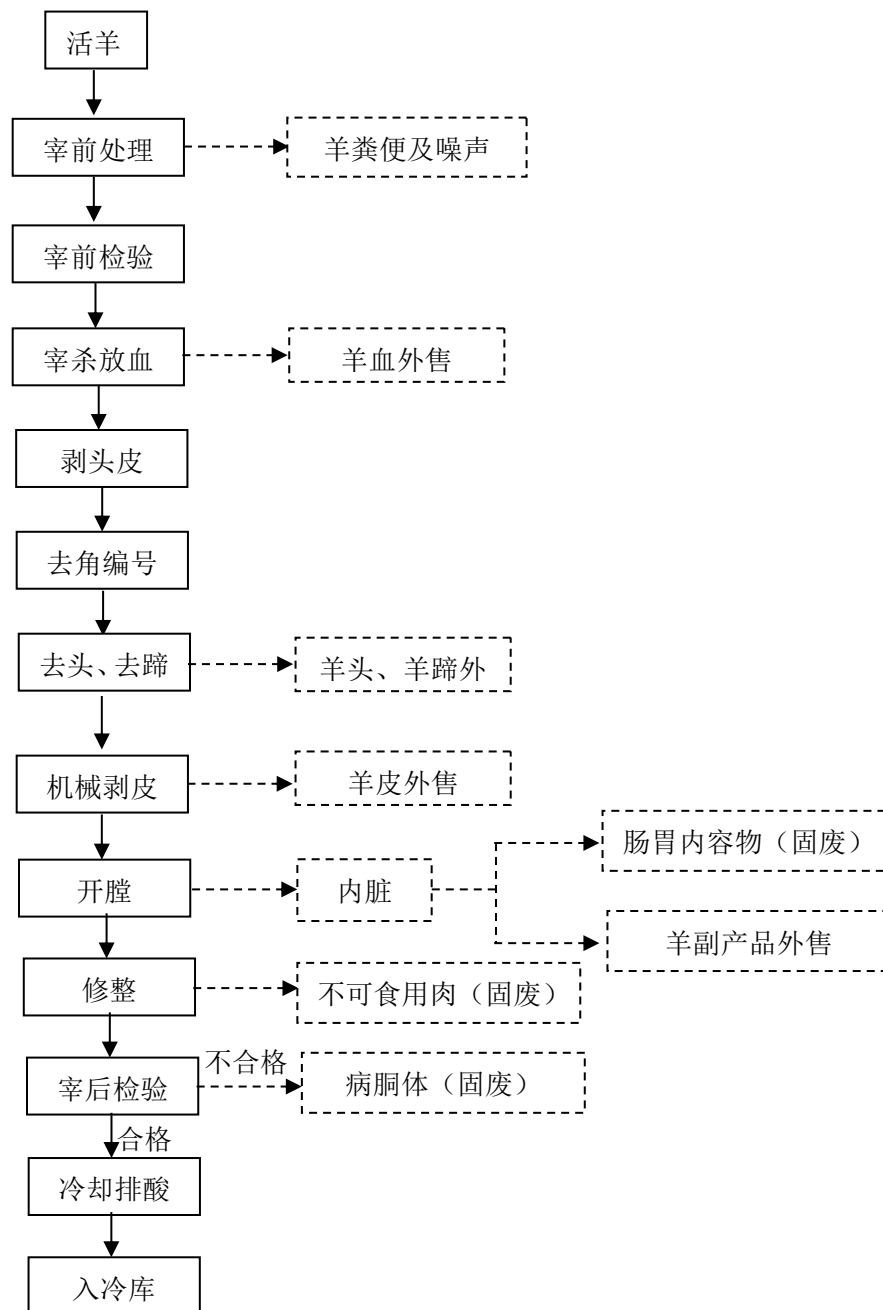 活羊
宰前处理
羊粪便及噪声
宰前检验
宰杀放血
羊血外售
剥头皮
去角编号
去头、去蹄
羊头、羊蹄外
机械剥皮
羊皮外售
肠胃内容物（固废）
开膛
内脏
羊副产品外售
修整
不可食用肉（固废）
不合格
宰后检验
病胴体（固废）
合格
冷却排酸
入冷库